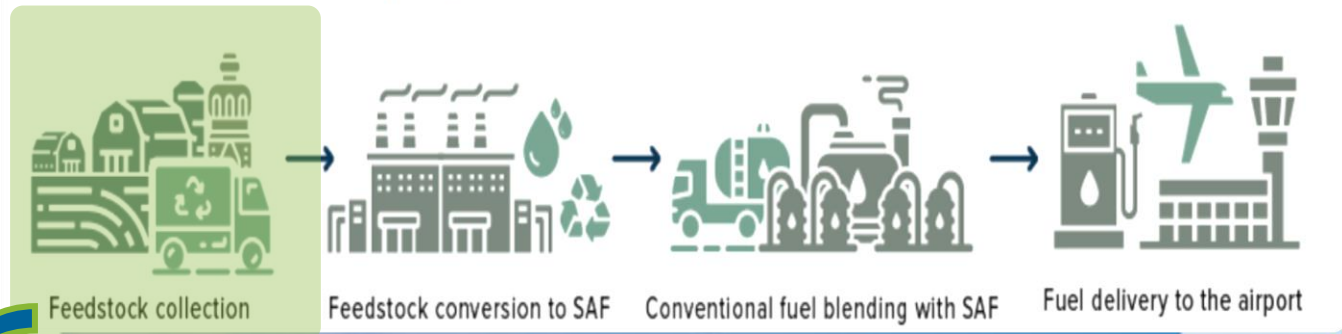 Feedstock collection
Feedstock conversion to SAF
Conventional fuel blending with SAF
Fuel delivery to the airport